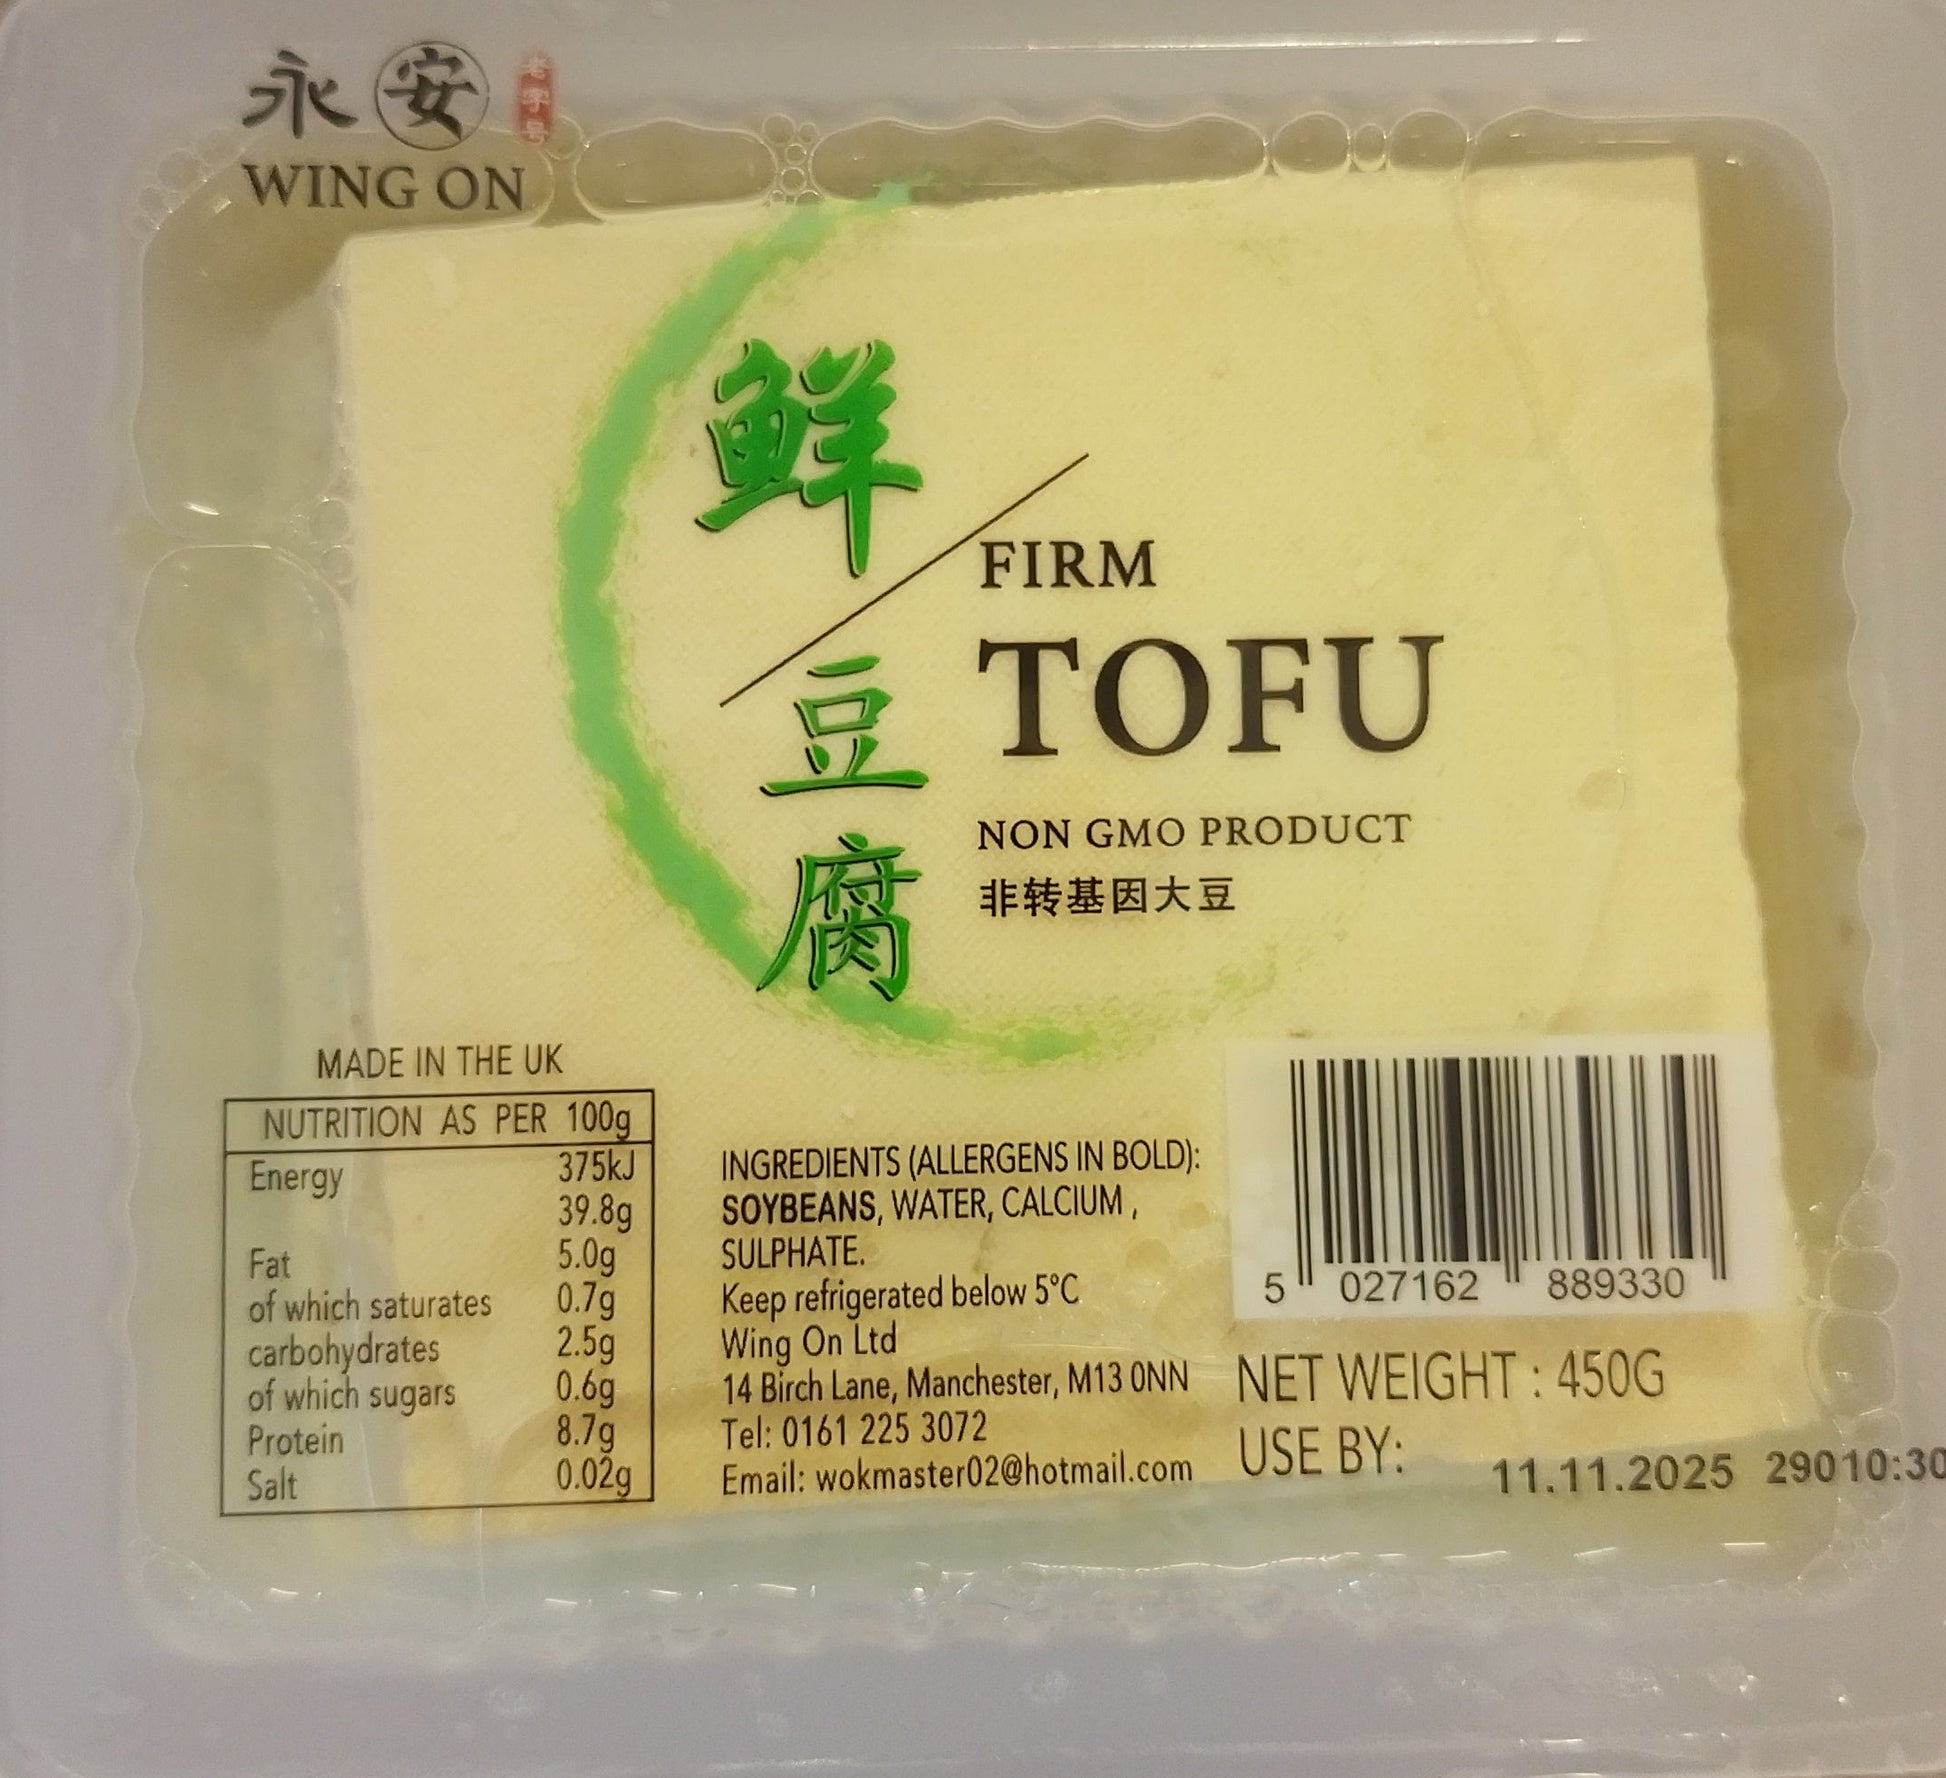 永安 老字号
WING ON
鲜
豆
腐
FIRM
TOFU
NON GMO PRODUCT
非转基因大豆
MADE IN THE UK
NUTRITION AS PER 100g
Energy 375kJ
39.8g
Fat 5.0g
of which saturates 0.7g
carbohydrates 2.5g
of which sugars 0.6g
Protein 8.7g
Salt 0.02g
INGREDIENTS (ALLERGENS IN BOLD):
SOYBEANS, WATER, CALCIUM ,
SULPHATE.
Keep refrigerated below 5°C
Wing On Ltd
14 Birch Lane, Manchester, M13 0NN
Tel: 0161 225 3072
Email: wokmaster02@hotmail.com
5 027162 889330
NET WEIGHT : 450G
USE BY: 11.11.2025 29010:30